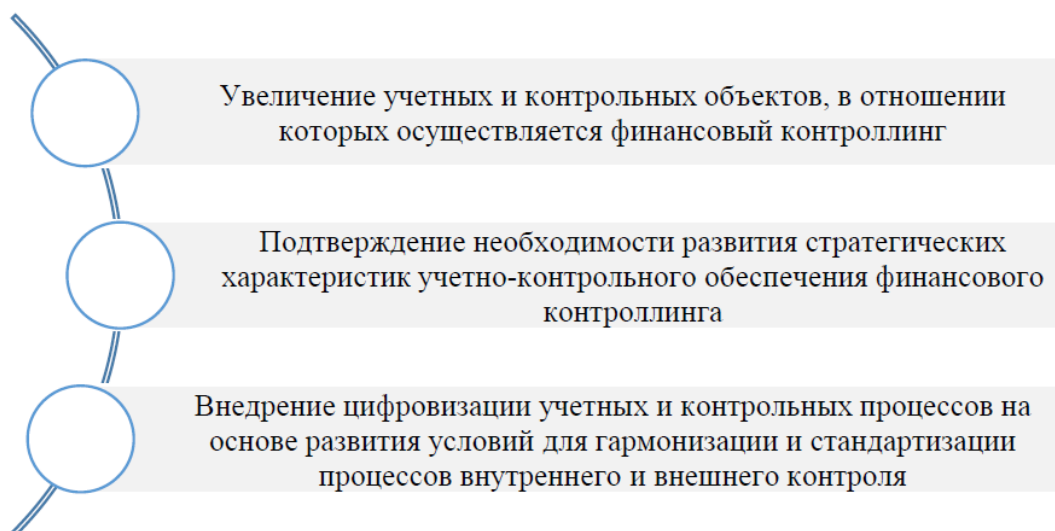 Увеличение учетных и контрольных объектов, в отношении
которых осуществляется финансовый контроллинг
Подтверждение необходимости развития стратегических
характеристик учетно-контрольного обеспечения финансового
контроллинга
Внедрение цифровизации учетных и контрольных процессов на
основе развития условий для гармонизации и стандартизации
процессов внутреннего и внешнего контроля